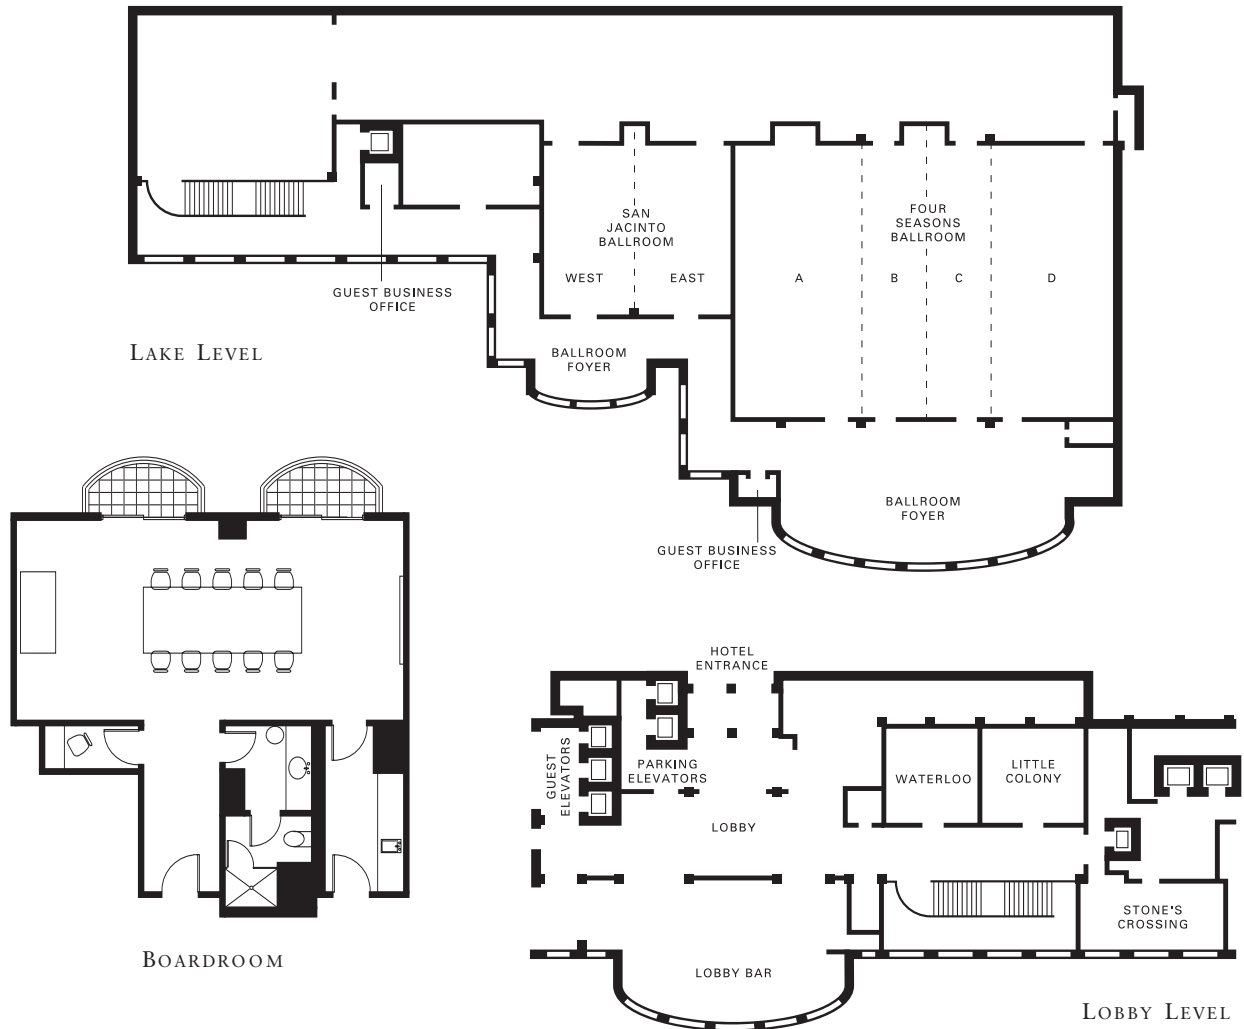 SAN
JACINTO
BALLROOM
WEST
EAST
FOUR
SEASONS
BALLROOM
A
B
C
D
GUEST BUSINESS
OFFICE
LAKE LEVEL
BALLROOM
FOYER
BALLROOM
FOYER
GUEST BUSINESS
OFFICE
BOARDROOM
HOTEL
ENTRANCE
GUEST
ELEVATORS
PARKING
ELEVATORS
WATERLOO
LITTLE
COLONY
LOBBY
STONE'S
CROSSING
LOBBY BAR
LOBBY LEVEL